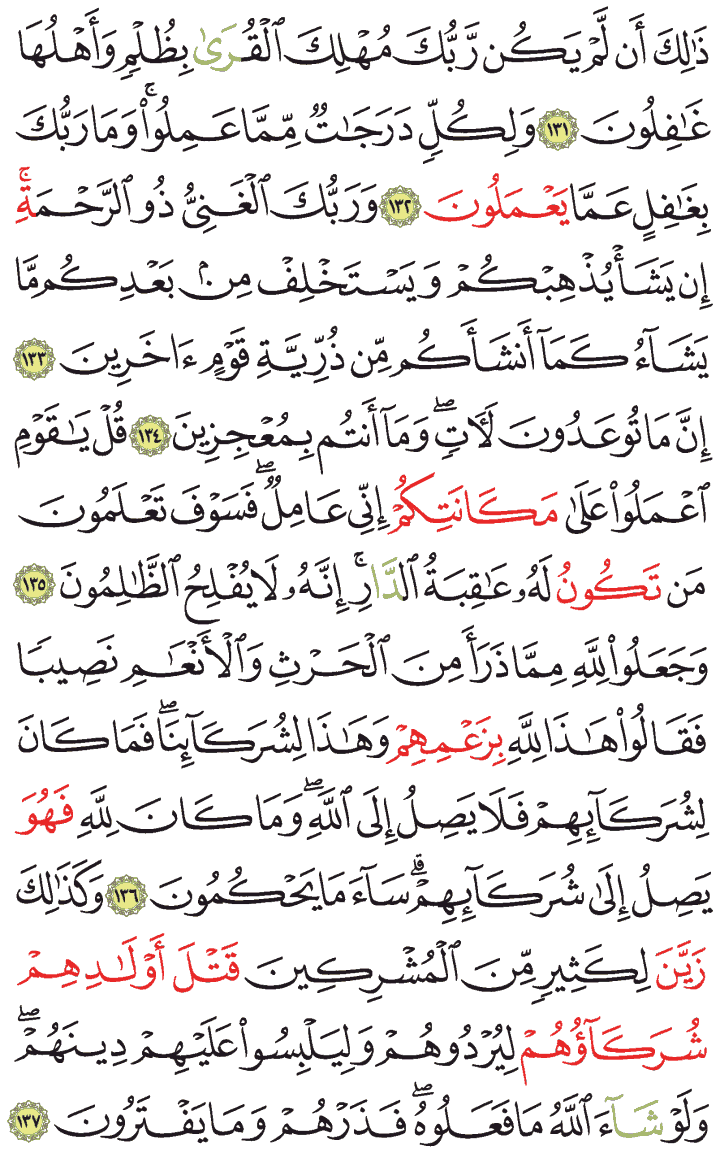 ذَٰلِكَ أَن لَّمْ يَكُن رَّبُّكَ مُهْلِكَ ٱلْقُرَىٰ بِظُلْمٍ وَأَهْلُهَا
غَـٰفِلُونَ ١٣١ وَلِكُلٍّ دَرَجَـٰتٌ مِّمَّا عَمِلُوا۟ ۚ وَمَا رَبُّكَ
بِغَـٰفِلٍ عَمَّا يَعْمَلُونَ ١٣٢ وَرَبُّكَ ٱلْغَنِىُّ ذُو ٱلرَّحْمَةِ ۚ
إِن يَشَأْ يُذْهِبْكُمْ وَيَسْتَخْلِفْ مِنۢ بَعْدِكُم مَّا
يَشَآءُ كَمَآ أَنشَأَكُم مِّن ذُرِّيَّةِ قَوْمٍ ءَاخَرِينَ ١٣٣
إِنَّ مَا تُوعَدُونَ لَـَٔاتٍ ۖ وَمَآ أَنتُم بِمُعْجِزِينَ ١٣٤ قُلْ يَـٰقَوْمِ
ٱعْمَلُوا۟ عَلَىٰ مَكَانَتِكُمْ إِنِّى عَامِلٌ ۖ فَسَوْفَ تَعْلَمُونَ
مَن تَكُونُ لَهُۥ عَـٰقِبَةُ ٱلدَّارِ ۚ إِنَّهُۥ لَا يُفْلِحُ ٱلظَّـٰلِمُونَ ١٣٥
وَجَعَلُوا۟ لِلَّهِ مِمَّا ذَرَأَ مِنَ ٱلْحَرْثِ وَٱلْأَنْعَـٰمِ نَصِيبًا
فَقَالُوا۟ هَـٰذَا لِلَّهِ بِزَعْمِهِمْ وَهَـٰذَا لِشُرَكَآئِنَا ۖ فَمَا كَانَ
لِشُرَكَآئِهِمْ فَلَا يَصِلُ إِلَى ٱللَّهِ ۖ وَمَا كَانَ لِلَّهِ فَهُوَ
يَصِلُ إِلَىٰ شُرَكَآئِهِمْ ۗ سَآءَ مَا يَحْكُمُونَ ١٣٦ وَكَذَٰلِكَ
زَيَّنَ لِكَثِيرٍ مِّنَ ٱلْمُشْرِكِينَ قَتْلَ أَوْلَـٰدِهِمْ
شُرَكَآؤُهُمْ لِيُرْدُوهُمْ وَلِيَلْبِسُوا۟ عَلَيْهِمْ دِينَهُمْ ۖ
وَلَوْ شَآءَ ٱللَّهُ مَا فَعَلُوهُ ۖ فَذَرْهُمْ وَمَا يَفْتَرُونَ ١٣٧